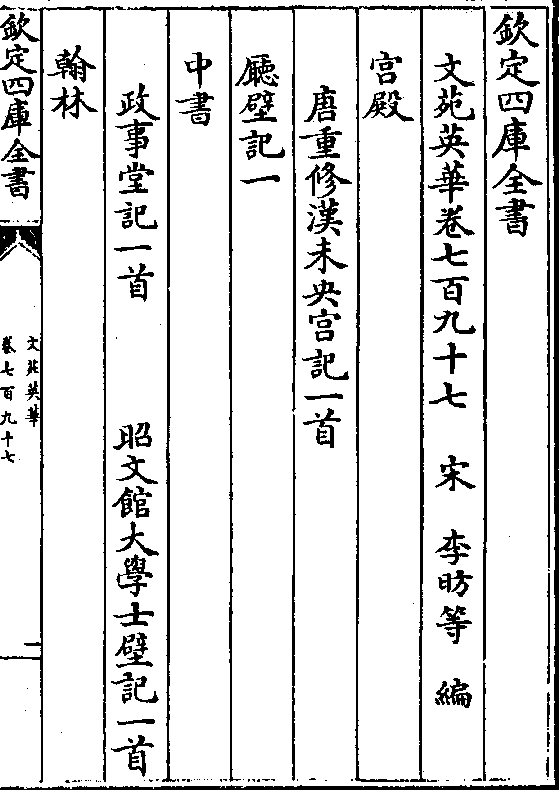 欽定四庫全書
文苑英華卷七百九十七　宋　李昉等　編
宮殿
唐重修漢未央宮記一首
廳壁記一
中書
政事堂記一首　昭文館大學士壁記一首
翰林
欽定四庫全書
文苑英華
卷七百九十七
一